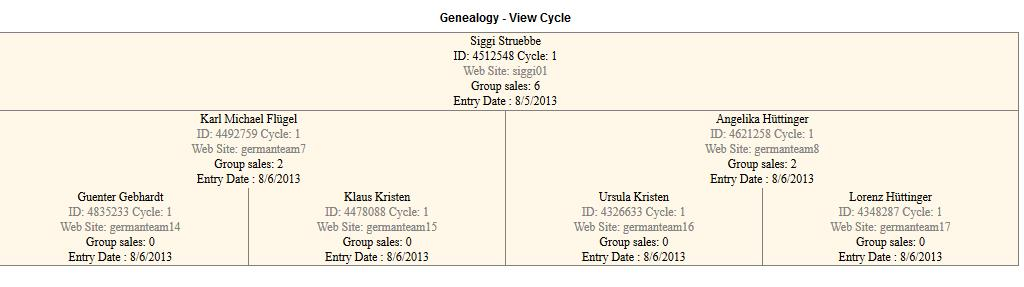 Genealogy - View Cycle
Siggi Struebbe
ID: 4512548 Cycle: 1
Web Site: siggi01
Group sales: 6
Entry Date : 8/5/2013
Karl Michael Flügel
ID: 4492759 Cycle: 1
Web Site: germanteam7
Group sales: 2
Entry Date : 8/6/2013
Angelika Hüttinger
ID: 4621258 Cycle: 1
Web Site: germanteam8
Group sales: 2
Entry Date : 8/6/2013
Guenter Gebhardt
ID: 4835233 Cycle: 1
Web Site: germanteam14
Group sales: 0
Entry Date : 8/6/2013
Klaus Kristen
ID: 4478088 Cycle: 1
Web Site: germanteam15
Group sales: 0
Entry Date : 8/6/2013
Ursula Kristen
ID: 4326633 Cycle: 1
Web Site: germanteam16
Group sales: 0
Entry Date : 8/6/2013
Lorenz Hüttinger
ID: 4348287 Cycle: 1
Web Site: germanteam17
Group sales: 0
Entry Date : 8/6/2013